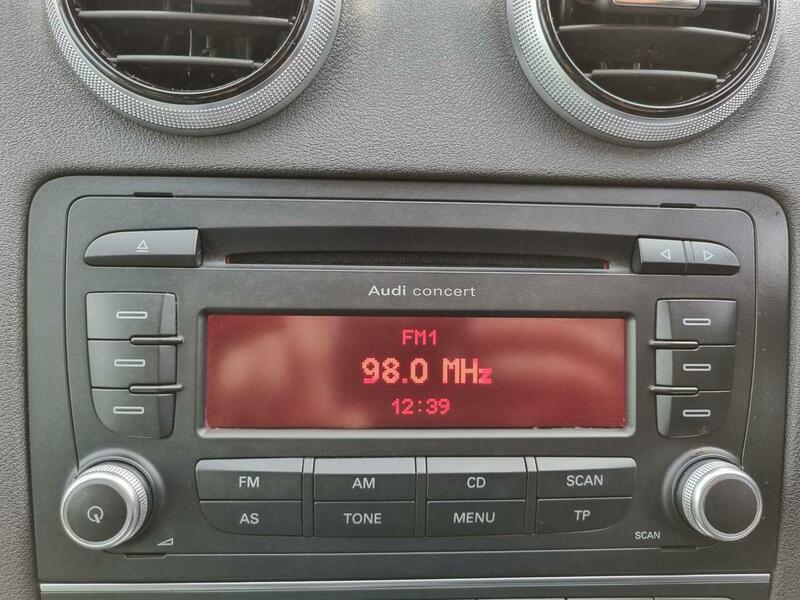 Audi concert
FM1
98.0 MHz
12:39
FM AM CD SCAN
AS TONE MENU TP
SCAN